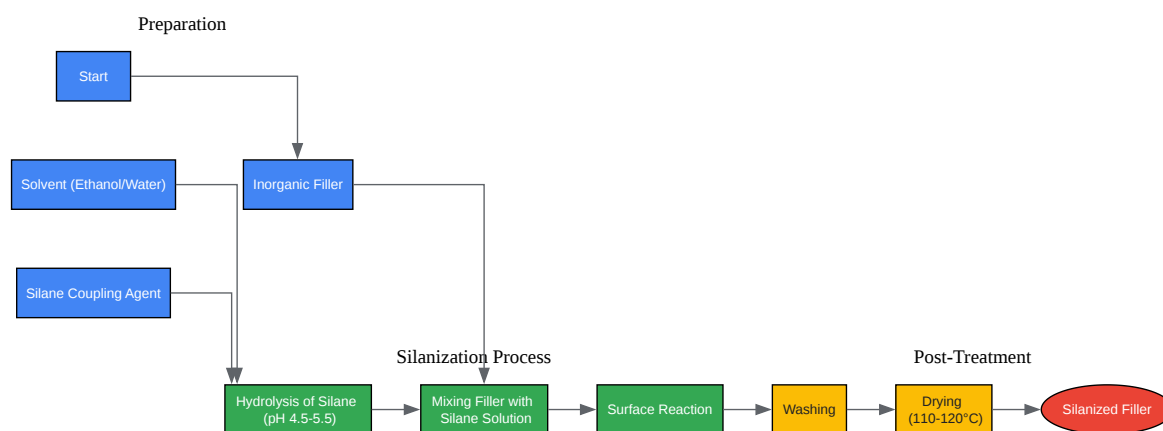 Preparation
Start
Solvent (Ethanol/Water)
Inorganic Filler
Silane Coupling Agent
Silanization Process
Post-Treatment
Hydrolysis of Silane
(pH 4.5-5.5)
Mixing Filler with
Silane Solution
Surface Reaction
Washing
Drying
(110-120°C)
Silanized Filler